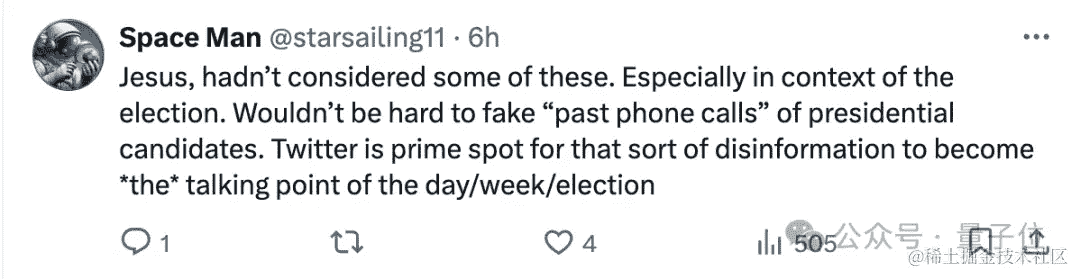 Space Man @starsailing11 · 6h
Jesus, hadn’t considered some of these. Especially in context of the
election. Wouldn’t be hard to fake “past phone calls” of presidential
candidates. Twitter is prime spot for that sort of disinformation to become
*the* talking point of the day/week/election
1 4 505
公众号 · 量子位
@稀土掘金技术社区